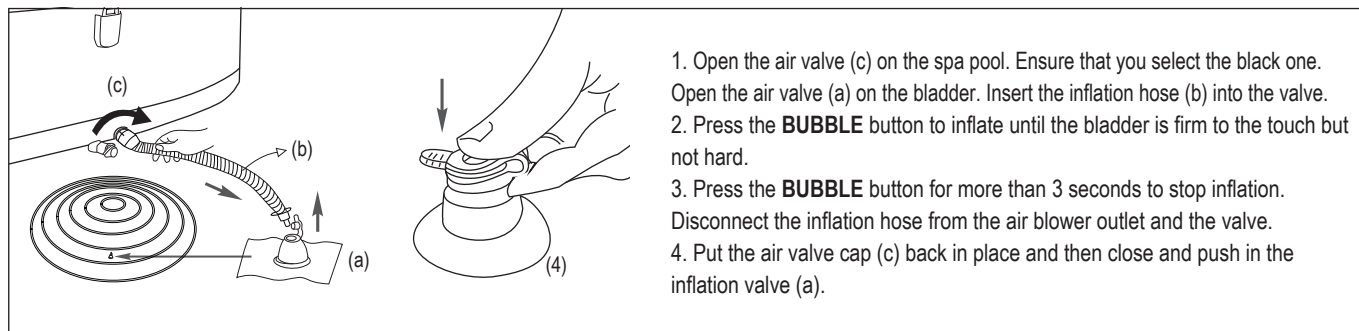 (c)
(b)
(a)
(4)
1. Open the air valve (c) on the spa pool. Ensure that you select the black one.
Open the air valve (a) on the bladder. Insert the inflation hose (b) into the valve.
2. Press the BUBBLE button to inflate until the bladder is firm to the touch but
not hard.
3. Press the BUBBLE button for more than 3 seconds to stop inflation.
Disconnect the inflation hose from the air blower outlet and the valve.
4. Put the air valve cap (c) back in place and then close and push in the
inflation valve (a).